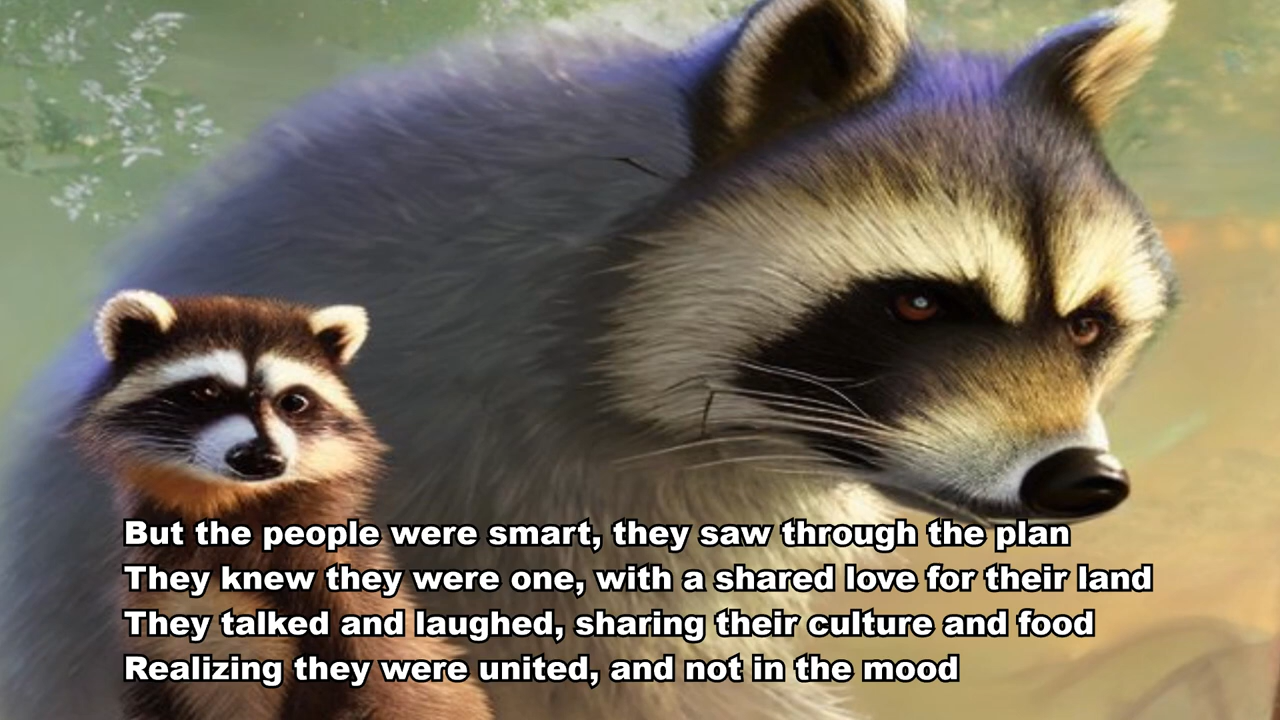 But the people were smart, they saw through the plan
They knew they were one, with a shared love for their land
They talked and laughed, sharing their culture and food
Realizing they were united, and not in the mood